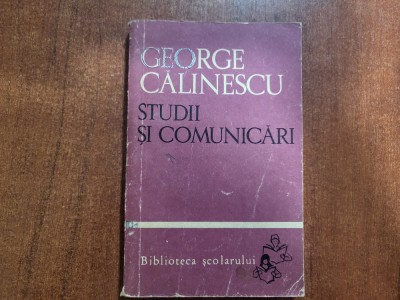 GEORGE
CĂLINESCU
STUDII
ȘI COMUNICĂRI
Biblioteca școlarului